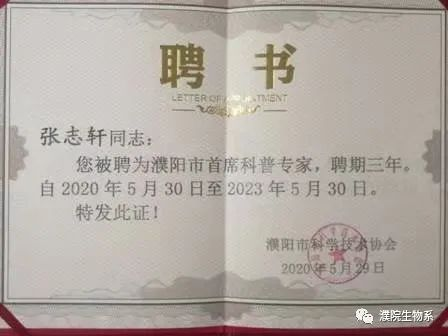 聘书
LETTER OF APPOINTMENT
张志轩同志：
您被聘为濮阳市首席科普专家，聘期三年。
自2020年5月30日至2023年5月30日。
特发此证！
濮阳市科学技术协会
2020年5月29日
濮院生物系